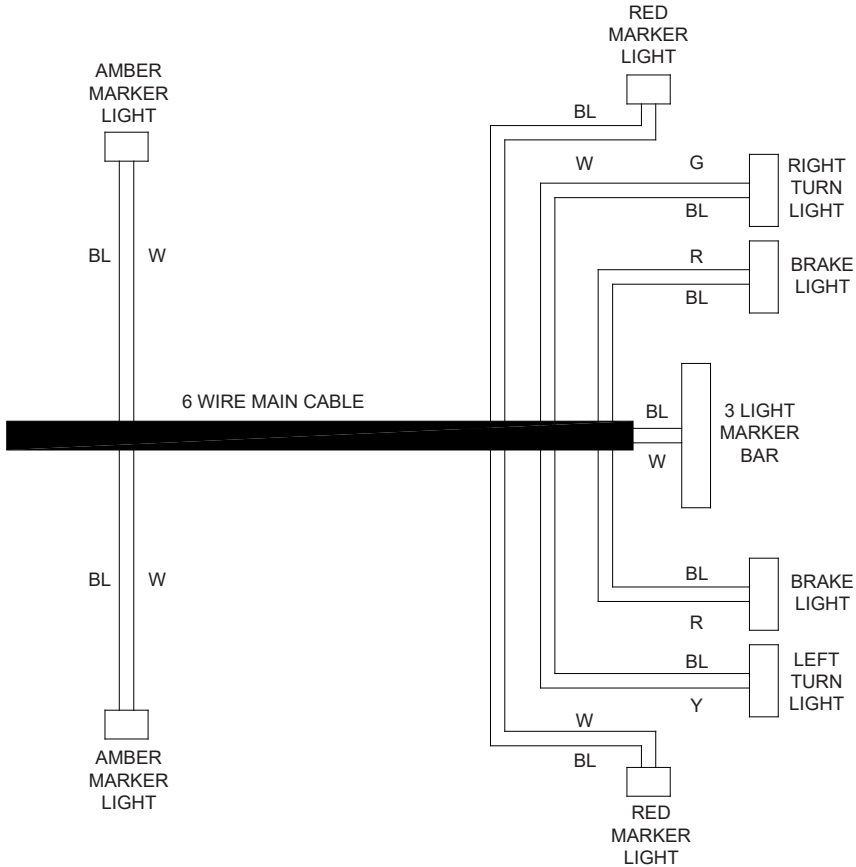 RED
MARKER
LIGHT
AMBER
MARKER
LIGHT
BL
W
G
RIGHT
TURN
LIGHT
BL
BL
W
R
BRAKE
LIGHT
BL
6 WIRE MAIN CABLE
BL
3 LIGHT
MARKER
BAR
W
BL
W
BL
BRAKE
LIGHT
R
BL
LEFT
TURN
LIGHT
Y
W
BL
AMBER
MARKER
LIGHT
RED
MARKER
LIGHT